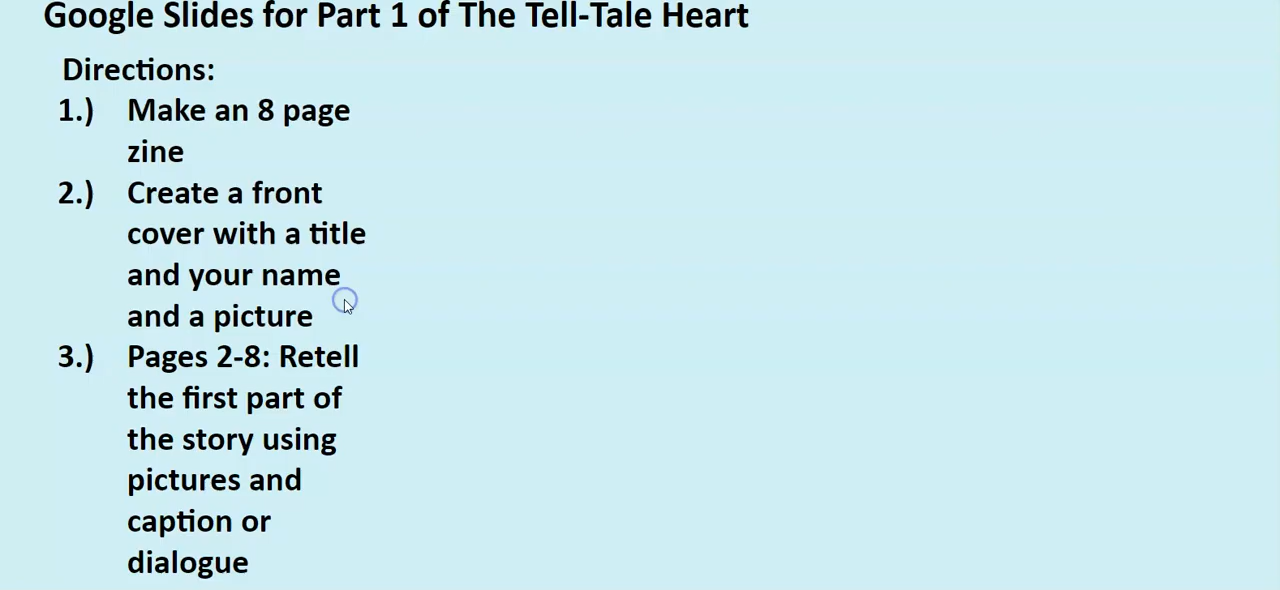 Google Slides for Part 1 of The Tell-Tale Heart
Directions:
1.) Make an 8 page
zine
2.) Create a front
cover with a title
and your name
and a picture
3.) Pages 2-8: Retell
the first part of
the story using
pictures and
caption or
dialogue